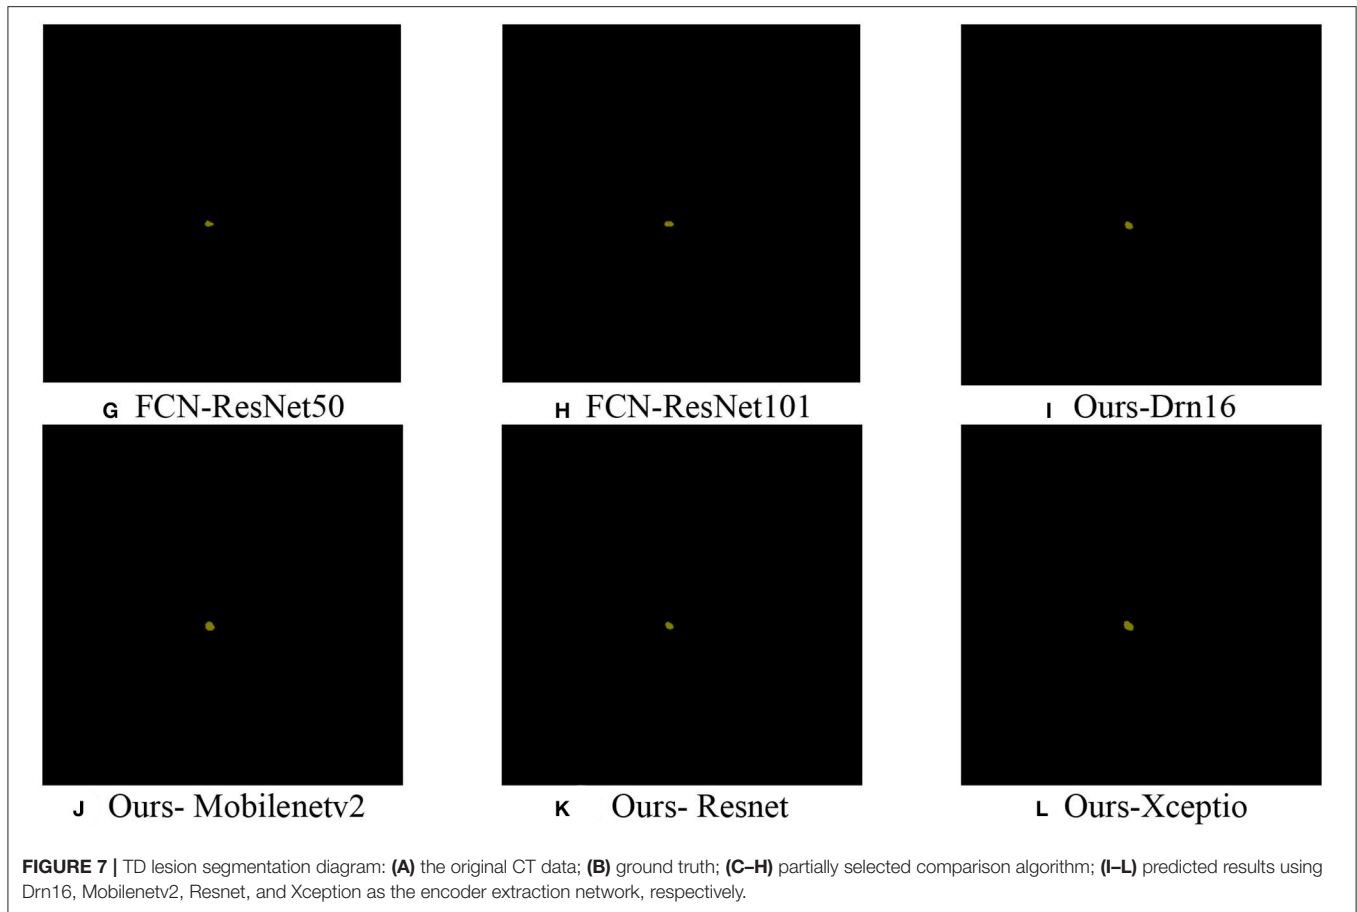 G FCN-ResNet50
H FCN-ResNet101
I Ours-Drn16
J Ours- Mobilenetv2
K Ours- Resnet
L Ours-Xceptio
FIGURE 7 | TD lesion segmentation diagram: (A) the original CT data; (B) ground truth; (C–H) partially selected comparison algorithm; (I–L) predicted results using
Drn16, Mobilenetv2, Resnet, and Xception as the encoder extraction network, respectively.